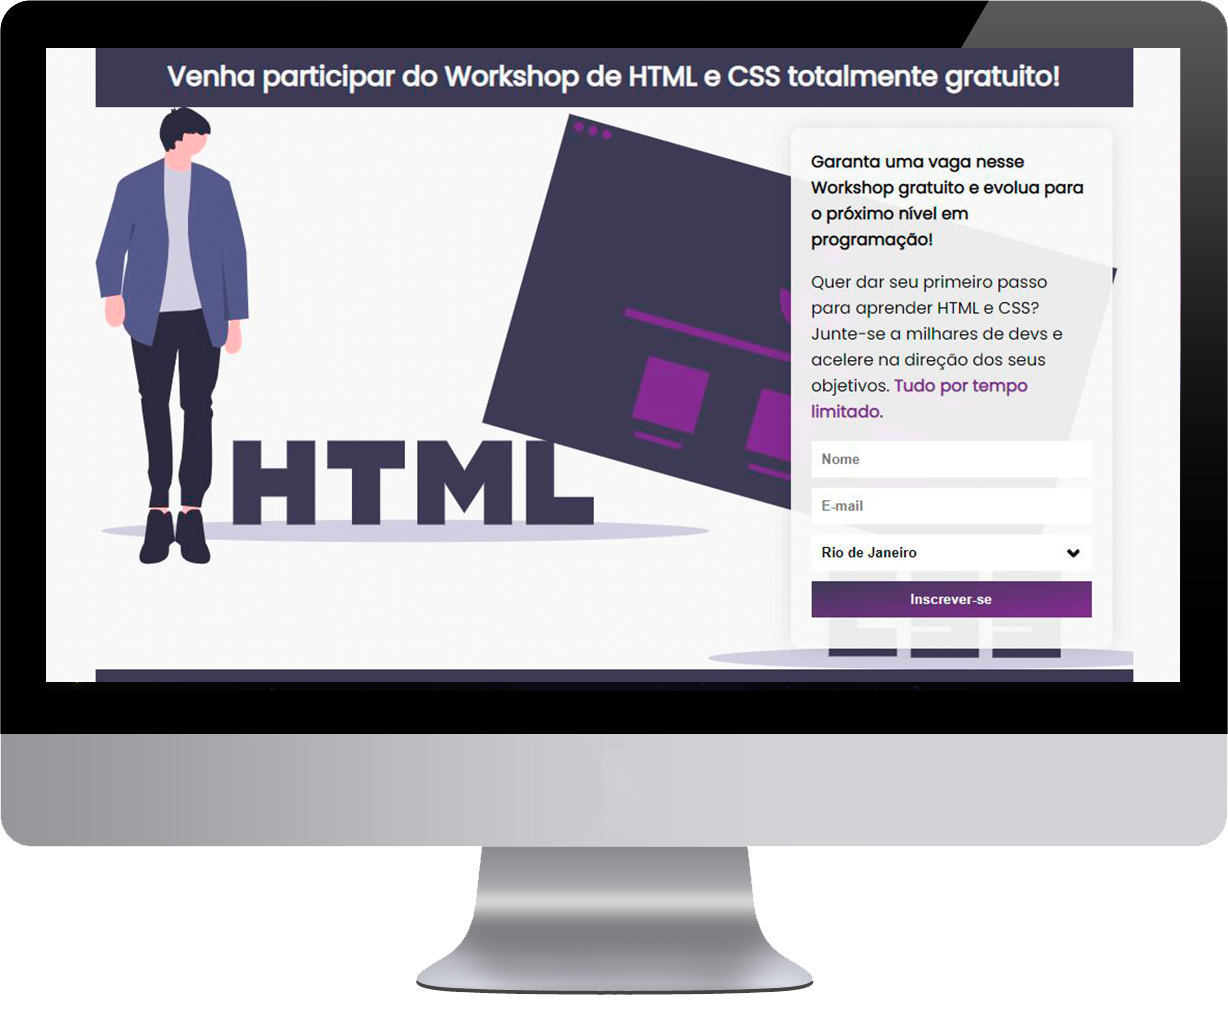 Venha participar do Workshop de HTML e CSS totalmente gratuito!
Garanta uma vaga nesse
Workshop gratuito e evolua para
o próximo nível em
programação!
Quer dar seu primeiro passo
para aprender HTML e CSS?
Junte-se a milhares de devs e
acelere na direção dos seus
objetivos. Tudo por tempo
limitado.
HTML
Nome
E-mail
Rio de Janeiro
Inscrever-se